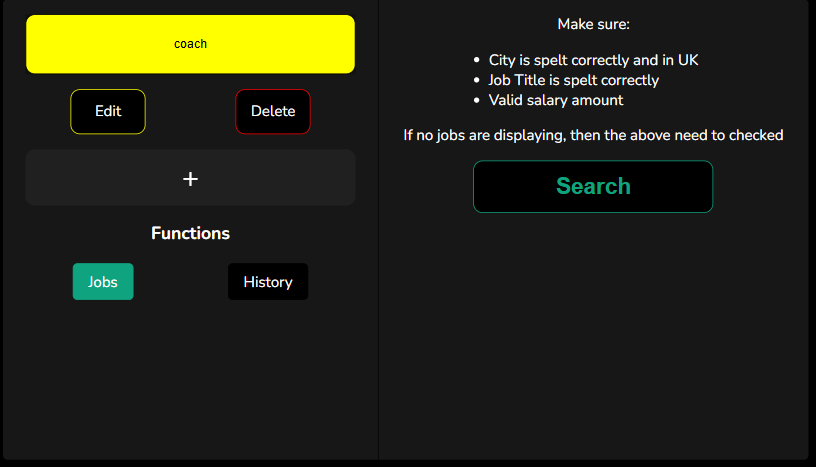 coach
Edit
Delete
+
Functions
Jobs
History
Make sure:
• City is spelt correctly and in UK
• Job Title is spelt correctly
• Valid salary amount
If no jobs are displaying, then the above need to checked
Search